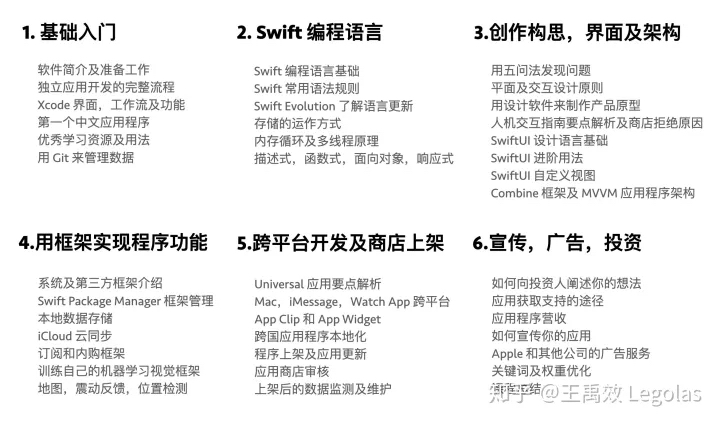 1. 基础入门
软件简介及准备工作
独立应用开发的完整流程
Xcode 界面，工作流及功能
第一个中文应用程序
优秀学习资源及用法
用 Git 来管理数据
2. Swift 编程语言
Swift 编程语言基础
Swift 常用语法规则
Swift Evolution 了解语言更新
存储的运作方式
内存循环及多线程原理
描述式，函数式，面向对象，响应式
3.创作构思，界面及架构
用五问法发现问题
平面及交互设计原则
用设计软件来制作产品原型
人机交互指南要点解析及商店拒绝原因
SwiftUI 设计语言基础
SwiftUI 进阶用法
SwiftUI 自定义视图
Combine 框架及 MVVM 应用程序架构
4.用框架实现程序功能
系统及第三方框架介绍
Swift Package Manager 框架管理
本地数据存储
iCloud 云同步
订阅和内购框架
训练自己的机器学习视觉框架
地图，震动反馈，位置检测
5.跨平台开发及商店上架
Universal 应用要点解析
Mac，iMessage，Watch App 跨平台
App Clip 和 App Widget
跨国应用程序本地化
程序上架及应用更新
应用商店审核
上架后的数据监测及维护
6.宣传，广告，投资
如何向投资人阐述你的想法
应用获取支持的途径
应用程序营收
如何宣传你的应用
Apple 和其他公司的广告服务
关键词及权重优化
总结
知乎 @王禹效 Legolas